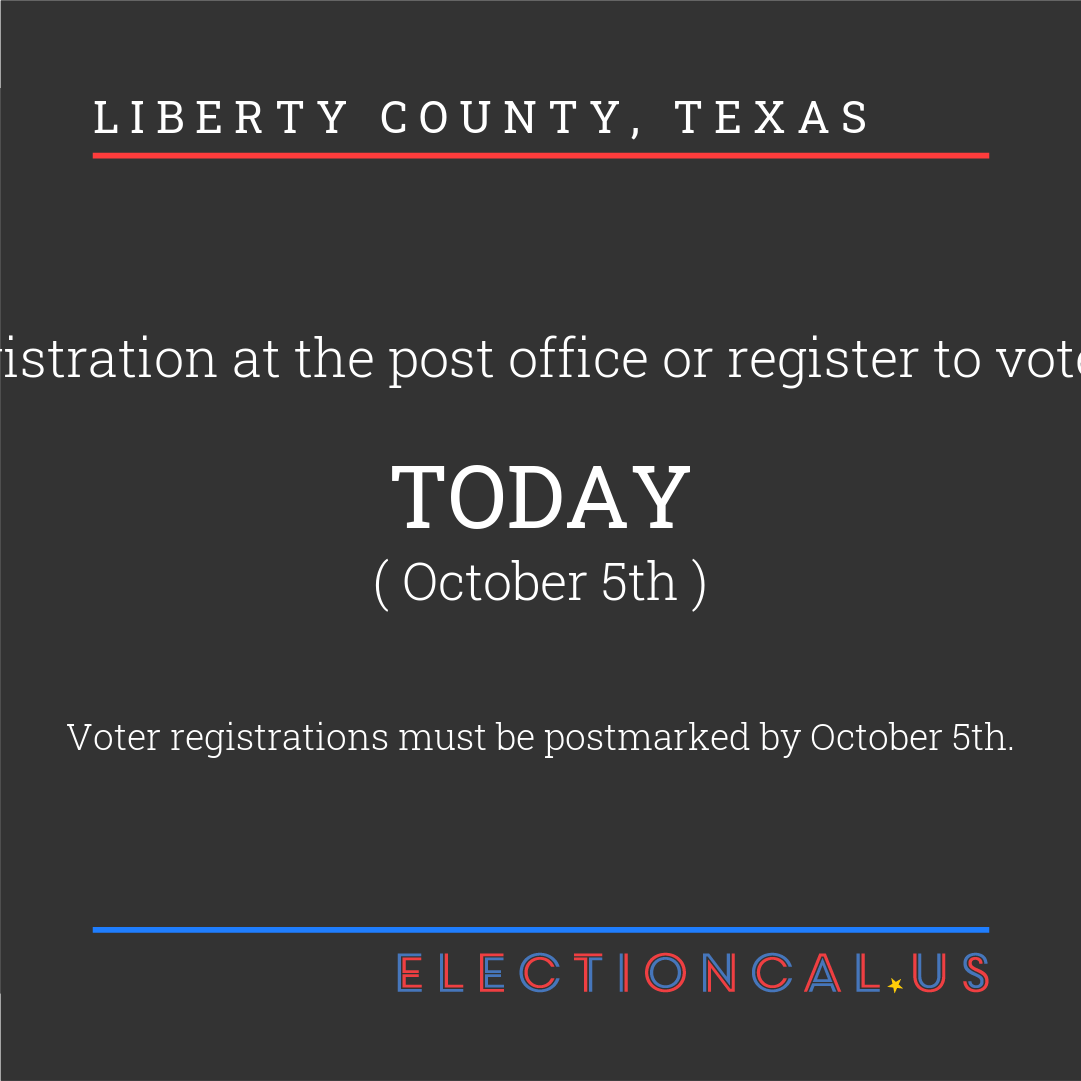 LIBERTY COUNTY, TEXAS
at the post office or register to
TODAY
( October 5th )
Voter registrations must be postmarked by October 5th.
ELECTIONCAL.US